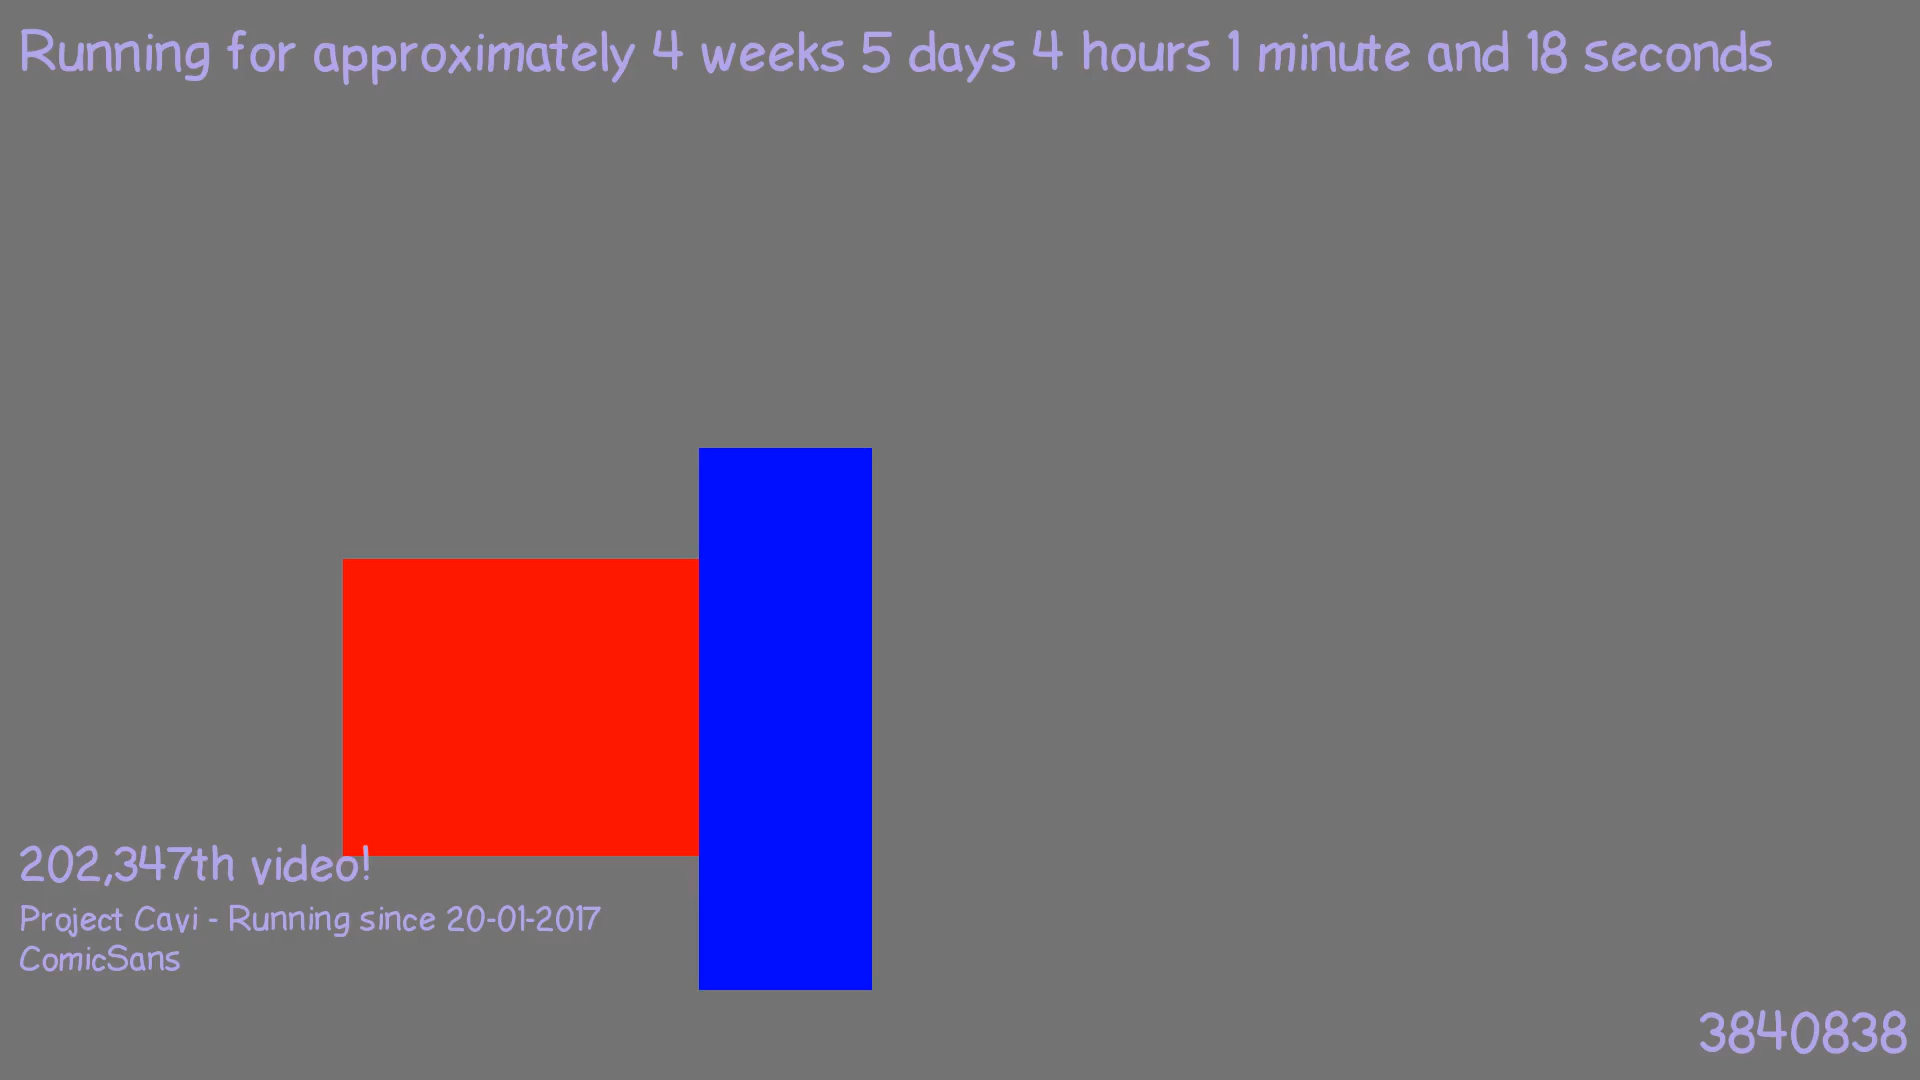 Running for approximately 4 weeks 5 days 4 hours 1 minute and 18 seconds
202,347th video!
Project Cavi - Running since 20-01-2017
ComicSans
3840838